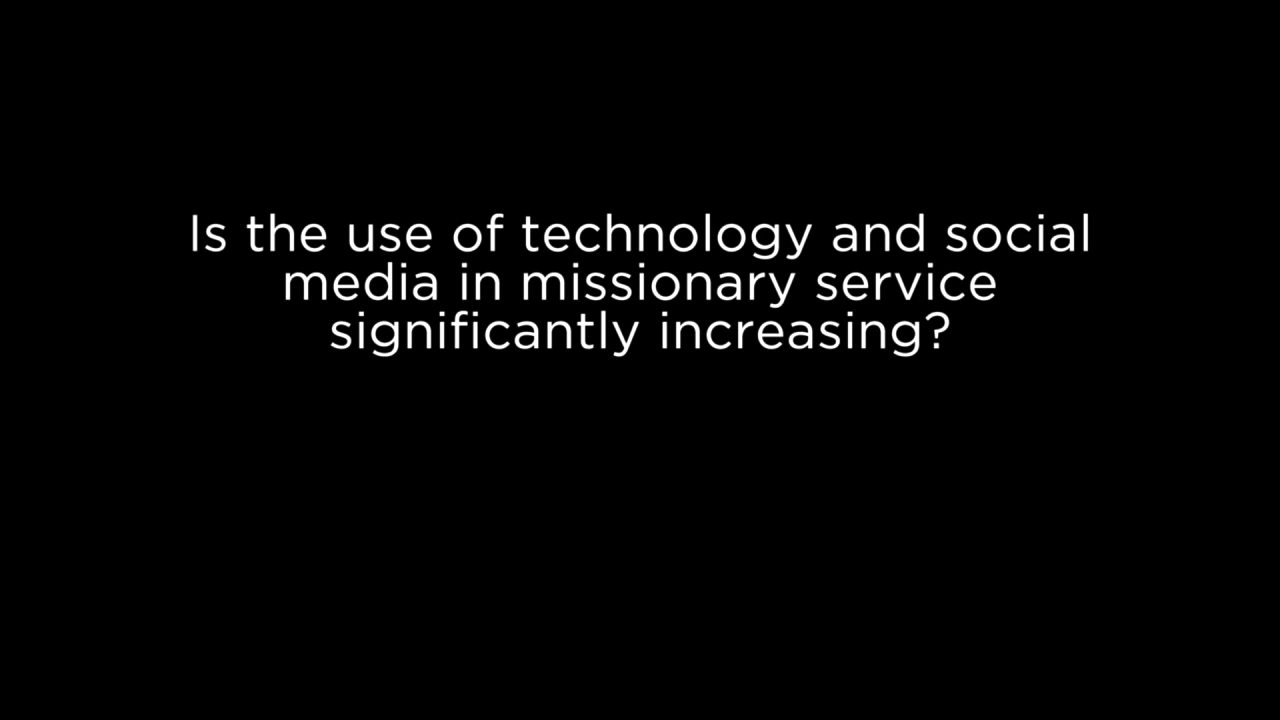 Is the use of technology and social
media in missionary service
significantly increasing?